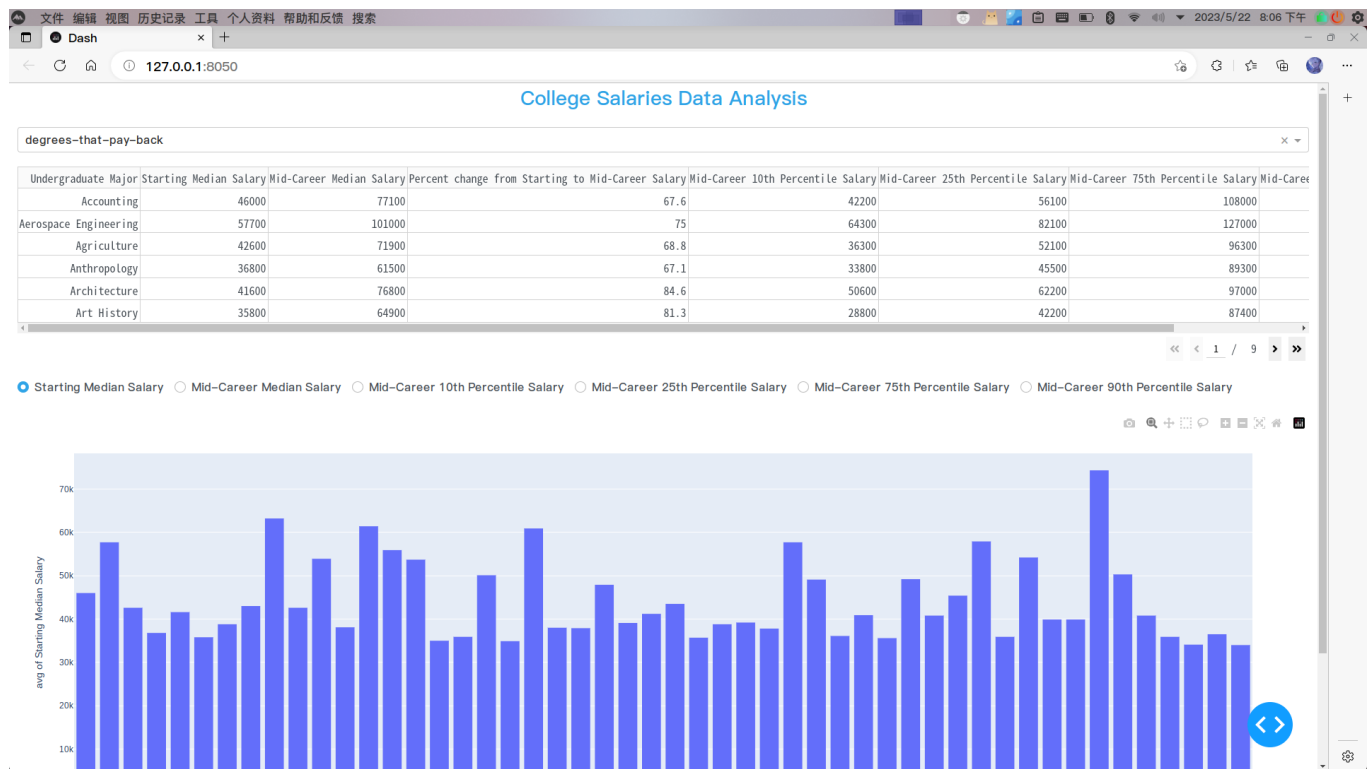 文件 编辑 视图 历史记录 工具 个人资料 帮助和反馈 搜索 2023/5/22 8:06 下午
Dash
127.0.0.1:8050
College Salaries Data Analysis
degrees-that-pay-back
Undergraduate Major Starting Median Salary Mid-Career Median Salary Percent change from Starting to Mid-Career Salary Mid-Career 10th Percentile Salary Mid-Career 25th Percentile Salary Mid-Career 75th Percentile Salary Mid-Caree
Accounting 46000 77100 67.6 42200 56100 108000
Aerospace Engineering 57700 101000 75 64300 82100 127000
Agriculture 42600 71900 68.8 36300 52100 96300
Anthropology 36800 61500 67.1 33800 45500 89300
Architecture 41600 76800 84.6 50600 62200 97000
Art History 35800 64900 81.3 28800 42200 87400
1 / 9
Starting Median Salary Mid-Career Median Salary Mid-Career 10th Percentile Salary Mid-Career 25th Percentile Salary Mid-Career 75th Percentile Salary Mid-Career 90th Percentile Salary
70k
60k
50k
40k
30k
20k
10k
avg of Starting Median Salary